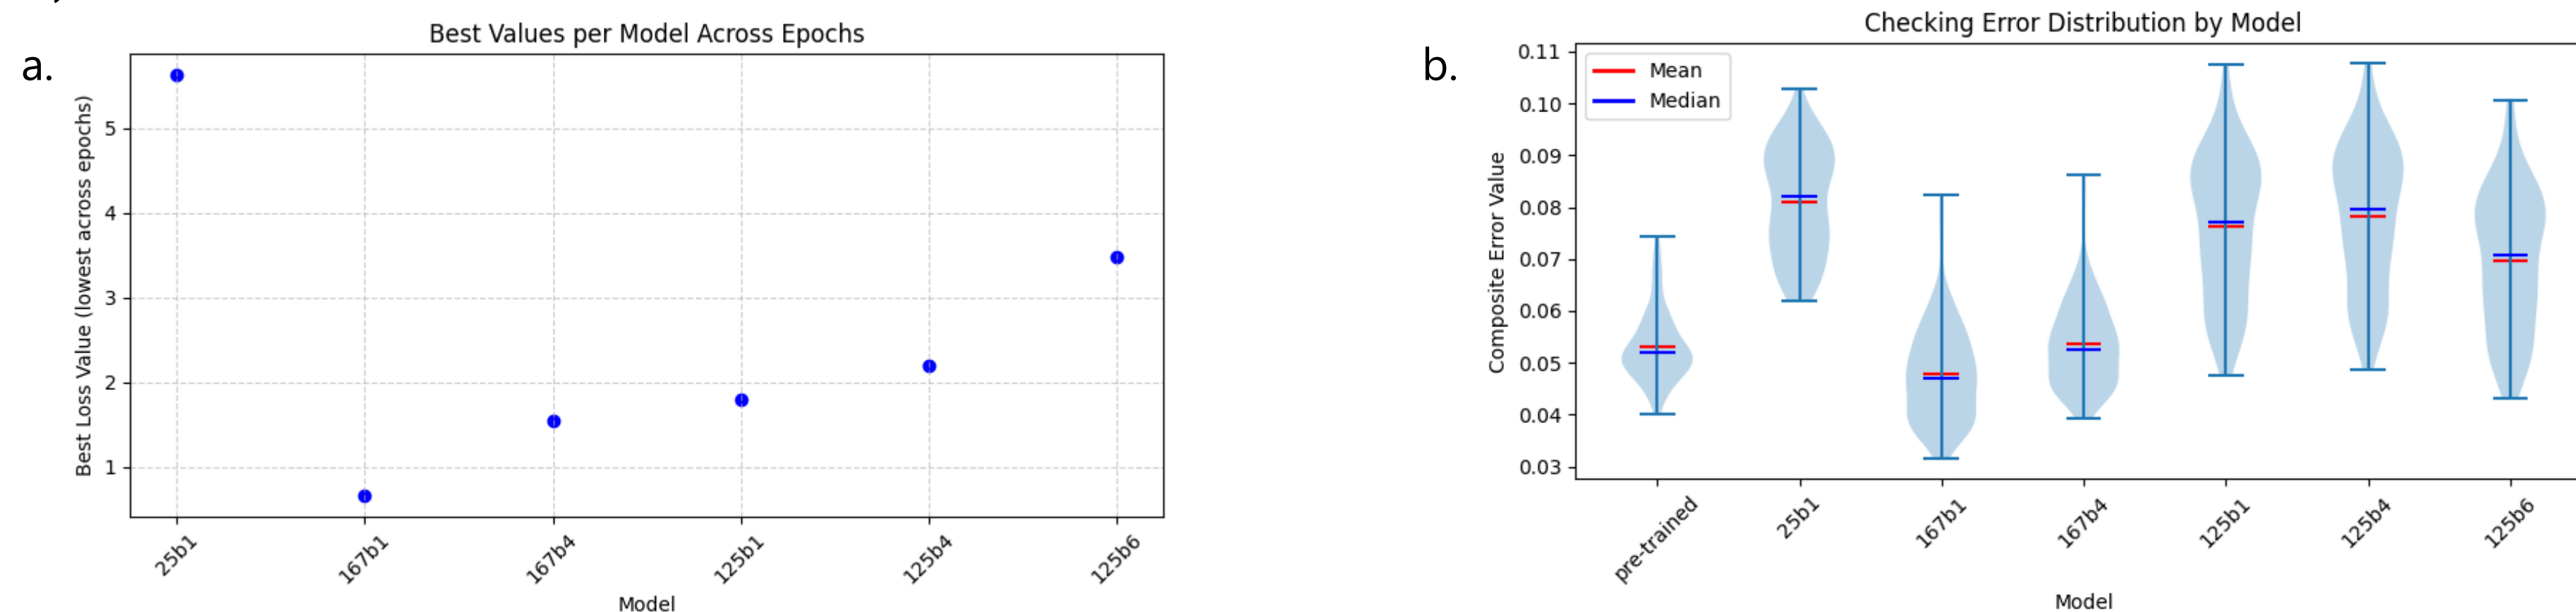 a.
Best Values per Model Across Epochs
Best Loss Value (lowest across epochs)
5
4
3
2
1
25b1
167b1
167b4
125b1
125b4
125b6
Model
b.
Checking Error Distribution by Model
Mean
Median
Composite Error Value
0.11
0.10
0.09
0.08
0.07
0.06
0.05
0.04
0.03
pre-trained
25b1
167b1
167b4
125b1
125b4
125b6
Model